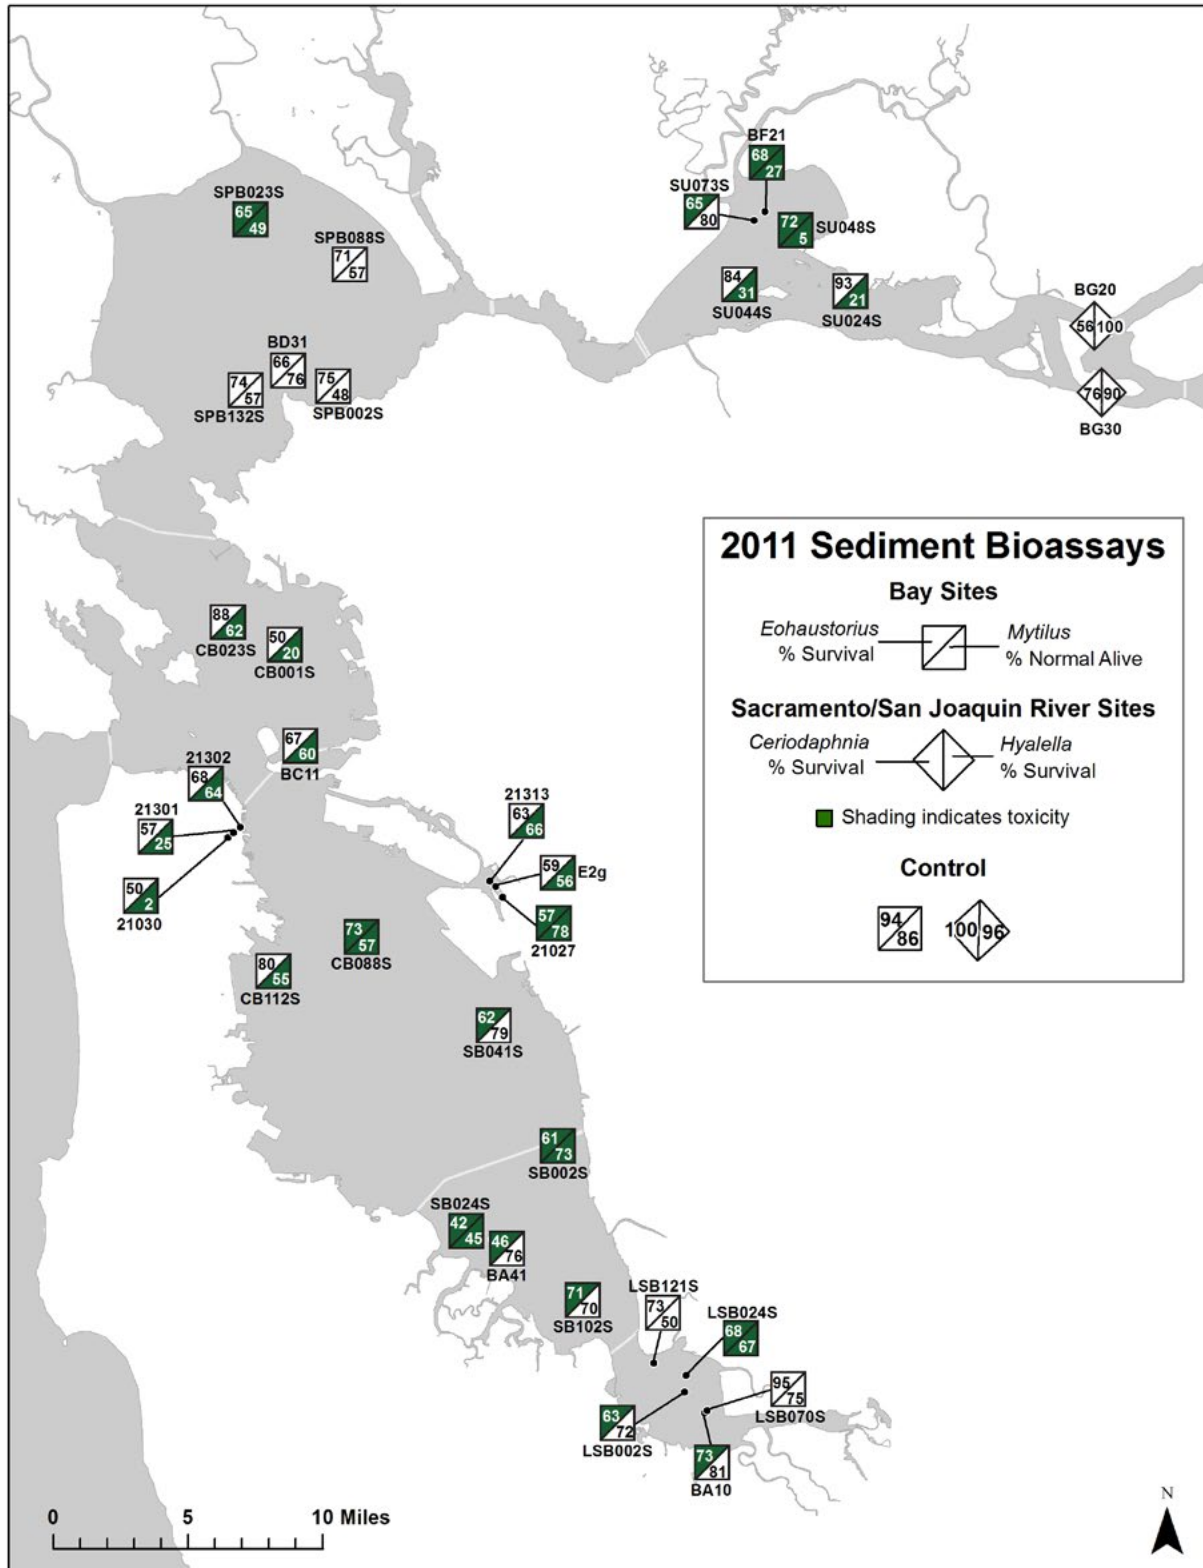 BF21
68
27
SU073S
65
80
SPB023S
65
49
72
5
SU048S
SPB088S
71
57
84
31
SU044S
93
21
SU024S
BG20
56 100
BD31
66
76
74
57
SPB132S
75
48
SPB002S
76 90
BG30
2011 Sediment Bioassays
Bay Sites
Eohaustorius
% Survival
Mytilus
% Normal Alive
Sacramento/San Joaquin River Sites
Ceriodaphnia
% Survival
Hyalella
% Survival
Shading indicates toxicity
Control
94
86
100 96
88
62
CB023S
50
20
CB001S
67
60
BC11
21302
68
64
21301
57
25
50
2
21030
21313
63
66
59
56
E2g
57
78
21027
73
57
CB088S
80
55
CB112S
62
79
SB041S
61
73
SB002S
SB024S
42
45
46
76
BA41
71
70
SB102S
LSB121S
73
50
LSB024S
68
67
95
75
LSB070S
63
72
LSB002S
73
81
BA10
0 5 10 Miles
N